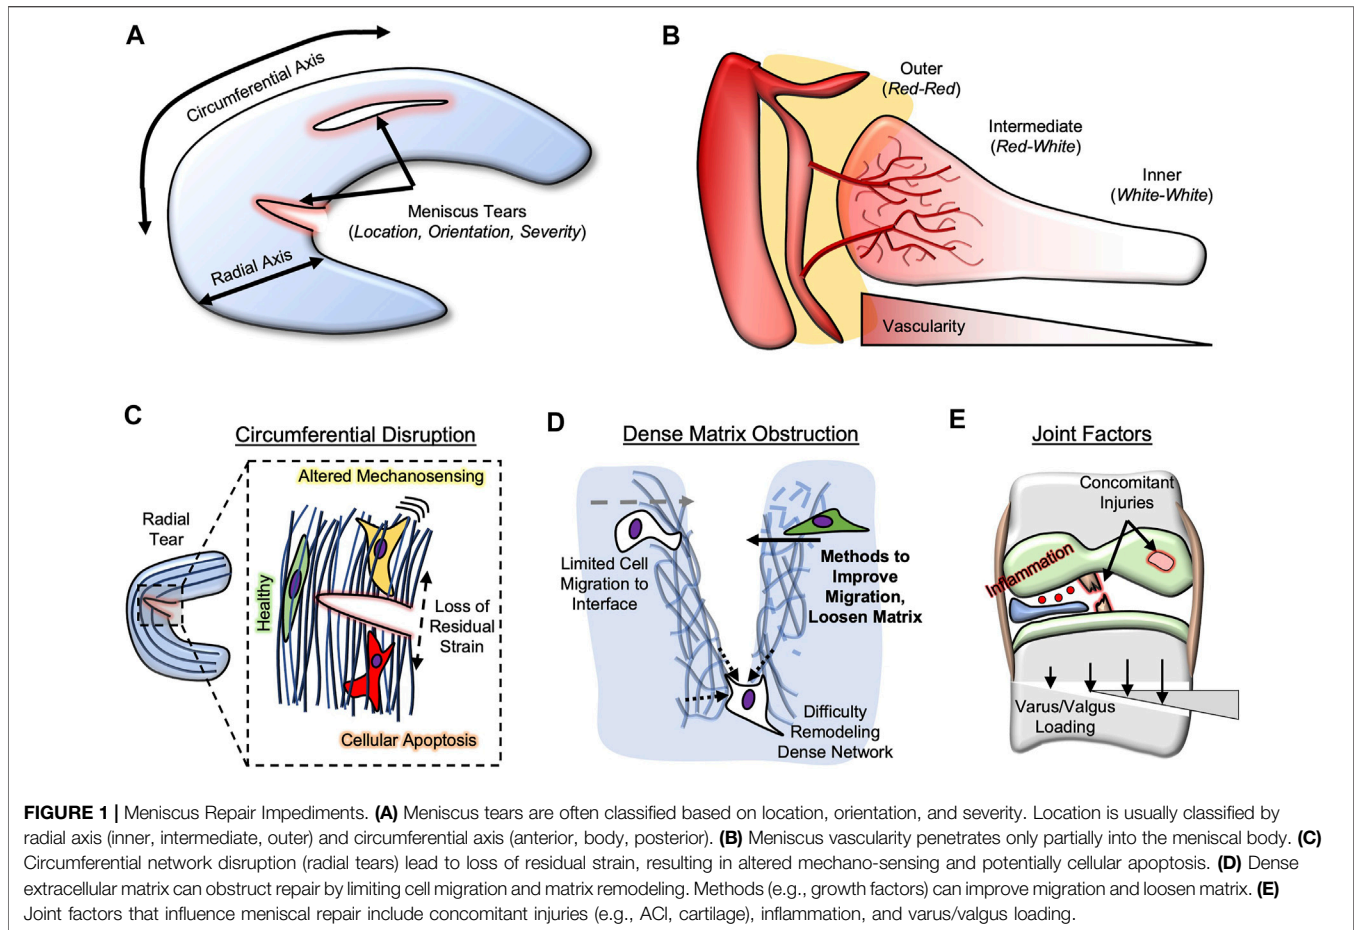 A
Circumferential Axis
Meniscus Tears
(Location, Orientation, Severity)
Radial Axis
B
Outer
(Red-Red)
Intermediate
(Red-White)
Inner
(White-White)
Vascularity
C
Circumferential Disruption
Altered Mechanosensing
Radial
Tear
Healthy
Loss of
Residual
Strain
Cellular Apoptosis
D
Dense Matrix Obstruction
Limited Cell
Migration to
Interface
Methods to
Improve
Migration,
Loosen Matrix
Difficulty
Remodeling
Dense Network
E
Joint Factors
Concomitant
Injuries
Inflammation
Varus/Valgus
Loading
FIGURE 1 | Meniscus Repair Impediments. (A) Meniscus tears are often classified based on location, orientation, and severity. Location is usually classified by
radial axis (inner, intermediate, outer) and circumferential axis (anterior, body, posterior). (B) Meniscus vascularity penetrates only partially into the meniscal body. (C)
Circumferential network disruption (radial tears) lead to loss of residual strain, resulting in altered mechano-sensing and potentially cellular apoptosis. (D) Dense
extracellular matrix can obstruct repair by limiting cell migration and matrix remodeling. Methods (e.g., growth factors) can improve migration and loosen matrix. (E)
Joint factors that influence meniscal repair include concomitant injuries (e.g., ACl, cartilage), inflammation, and varus/valgus loading.